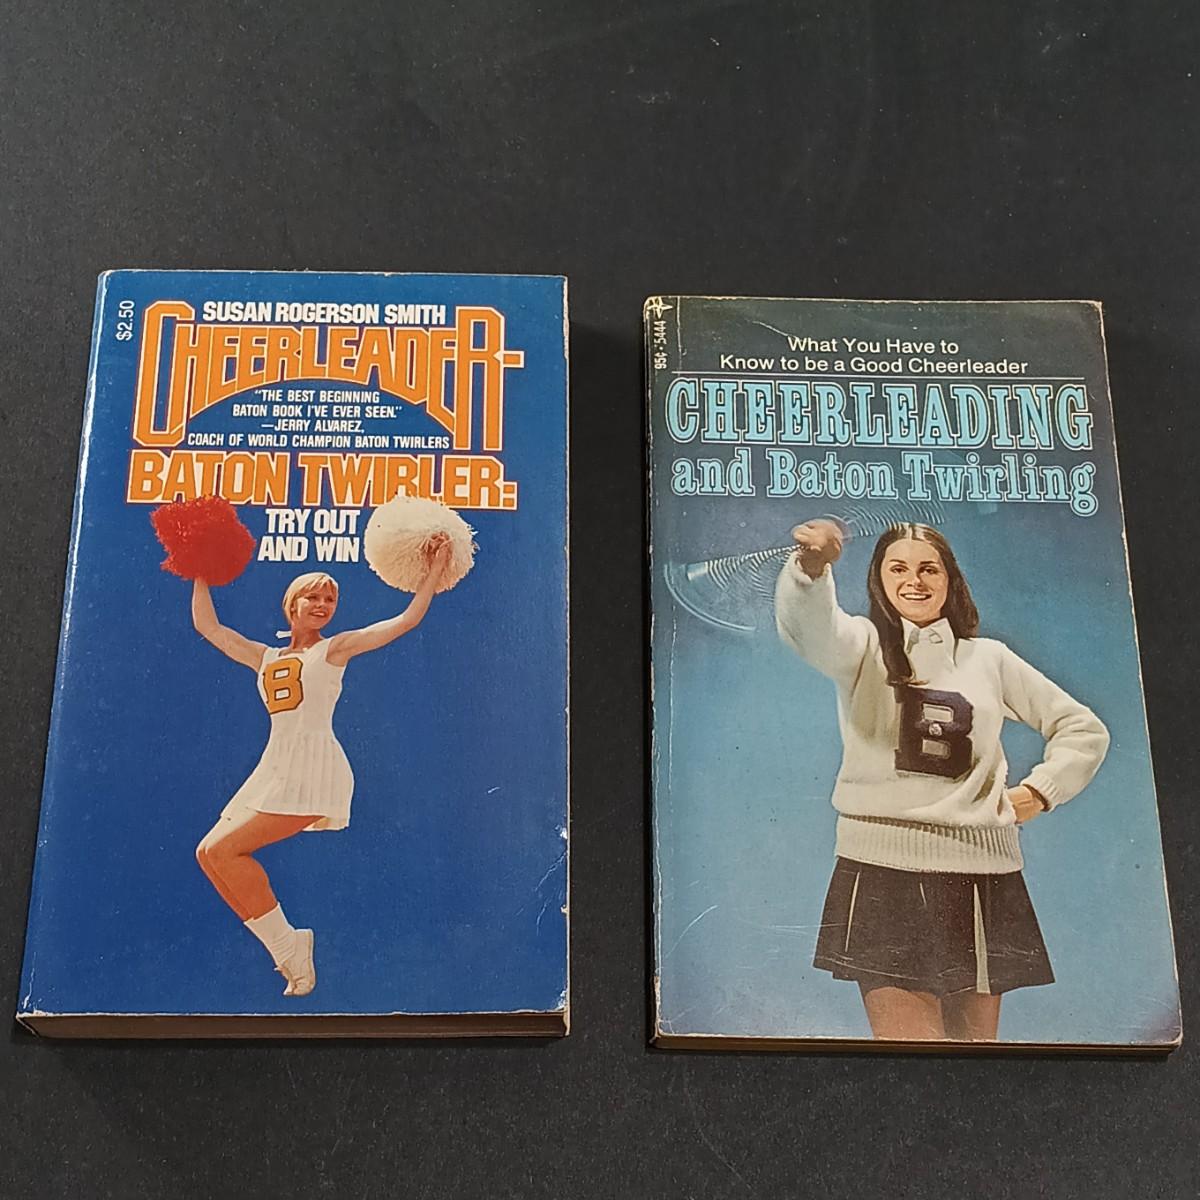 $2.50
SUSAN ROGERSON SMITH
CHEERLEADER-
"THE BEST BEGINNING
BATON BOOK I'VE EVER SEEN."
—JERRY ALVAREZ,
COACH OF WORLD CHAMPION BATON TWIRLERS
BATON TWIRLER:
TRY OUT
AND WIN
B
95¢ • 5444
What You Have to
Know to be a Good Cheerleader
CHEERLEADING
and Baton Twirling
B